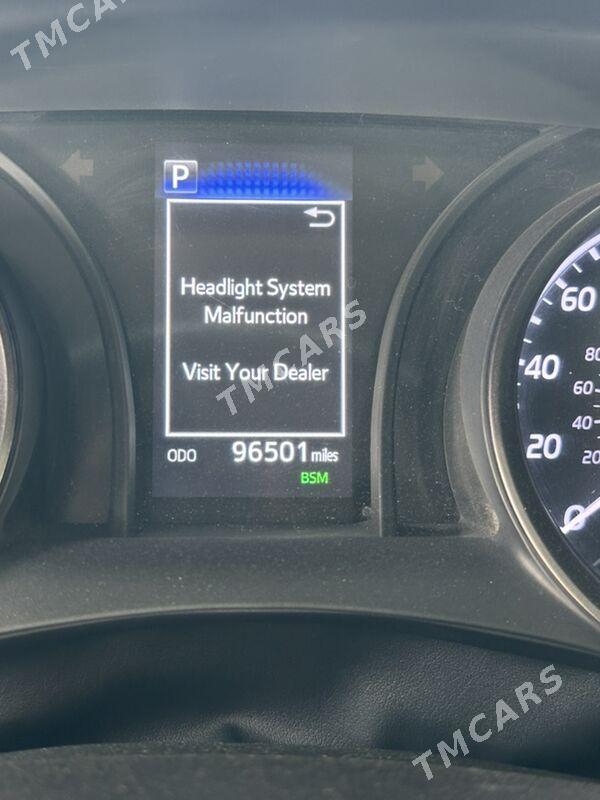 TMCARS
P
Headlight System
Malfunction
Visit Your Dealer
TMCARS
ODO 96501 miles
BSM
60
80
40
60
40
20
20
0
TMCARS